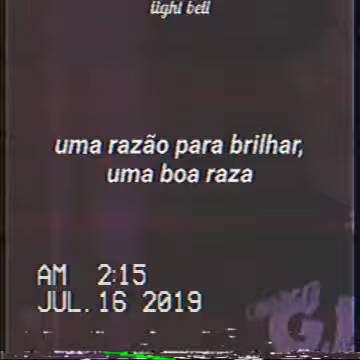 light bell
uma razão para brilhar,
uma boa raza
AM 2:15
JUL. 16 2019